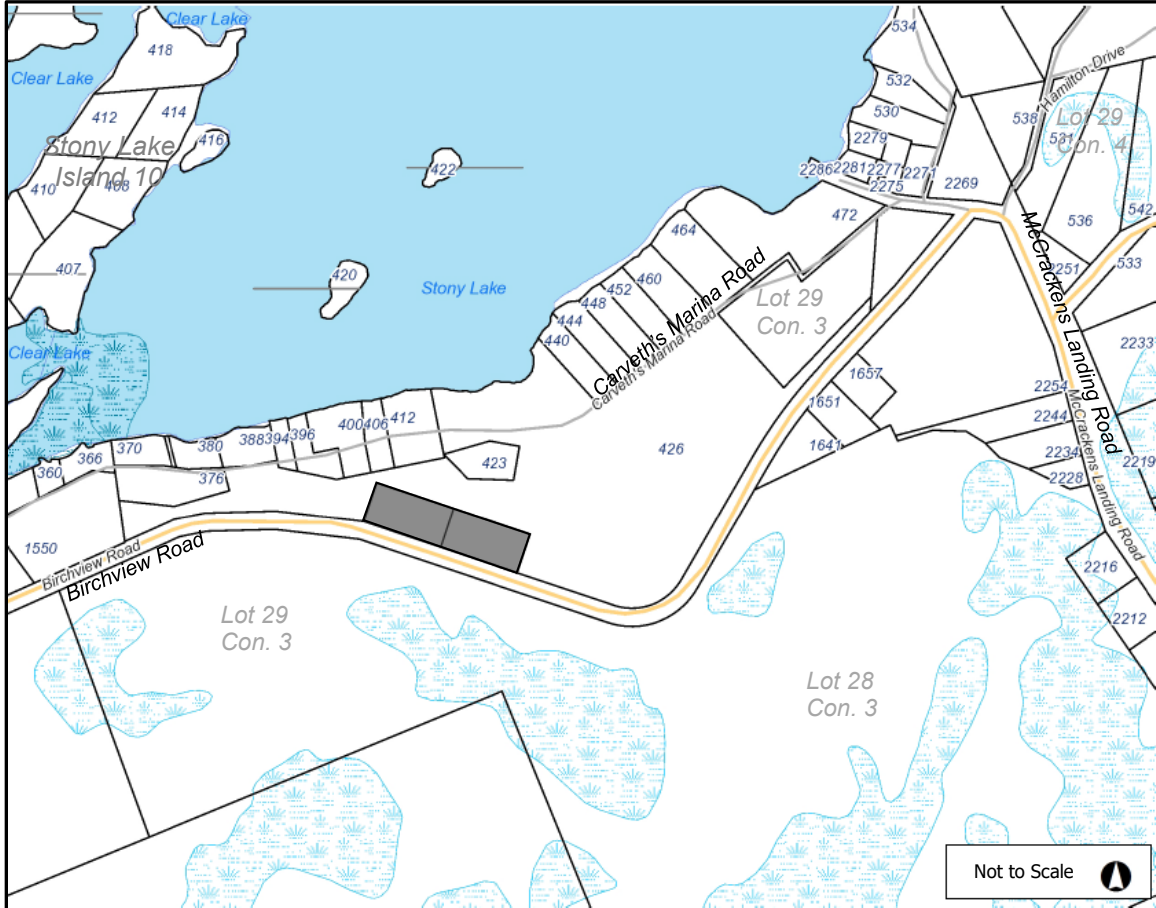 Clear Lake
534
418
Clear Lake
532
Hamilton Drive
412
414
530
538
Lot 29
Con. 4
531
2279
416
Stony Lake
Island 10
422
2286
2281
2277
2271
2275
2269
410
408
472
464
536
542
McCrackens Landing Road
407
420
460
452
448
444
440
Stony Lake
Carveth's Marina Road
Carveth's Marina Road
Lot 29
Con. 3
2251
533
Clear Lake
2233
1657
1651
2254
2244
McCrackens Landing Road
1641
2234
2228
2219
360
366
370
380
388
394
396
400
406
412
376
423
426
1550
Birchview Road
Birchview Road
2216
2212
Lot 29
Con. 3
Lot 28
Con. 3
Not to Scale